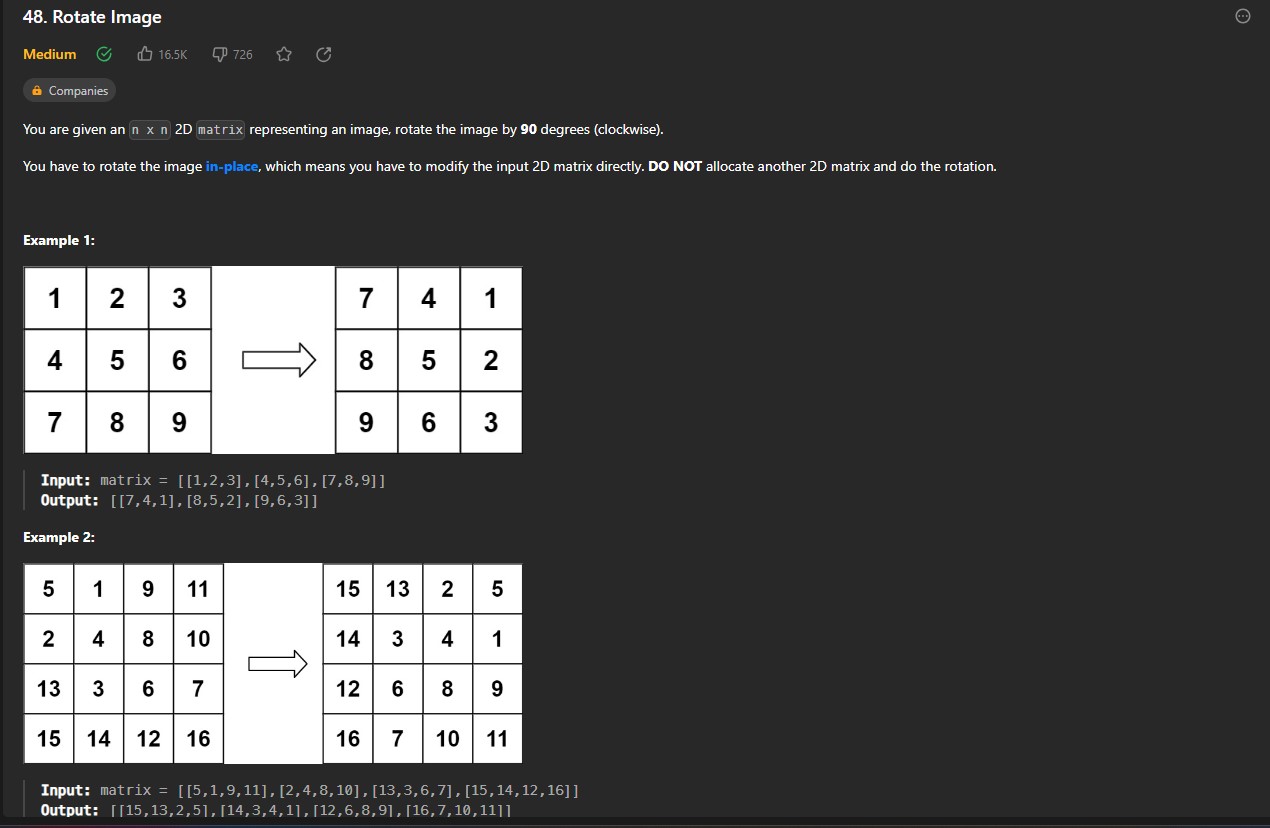 48. Rotate Image
Medium 16.5K 726
Companies
You are given an n x n 2D matrix representing an image, rotate the image by 90 degrees (clockwise).
You have to rotate the image in-place, which means you have to modify the input 2D matrix directly. DO NOT allocate another 2D matrix and do the rotation.
Example 1:
1 2 3 7 4 1
4 5 6 8 5 2
7 8 9 9 6 3
Input: matrix = [[1,2,3],[4,5,6],[7,8,9]]
Output: [[7,4,1],[8,5,2],[9,6,3]]
Example 2:
5 1 9 11 15 13 2 5
2 4 8 10 14 3 4 1
13 3 6 7 12 6 8 9
15 14 12 16 16 7 10 11
Input: matrix = [[5,1,9,11],[2,4,8,10],[13,3,6,7],[15,14,12,16]]
Output: [[15,13,2,5],[14,3,4,1],[12,6,8,9],[16,7,10,11]]